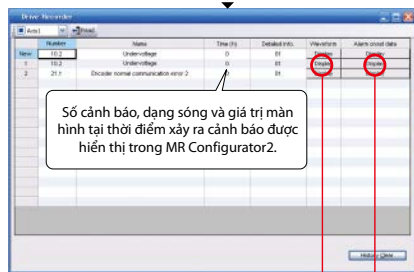 Drive Recorder
Axis1 Read
Number Name Time (h) Detailed info. Waveform Alarm onset data
New 10.2 Undervoltage 0 01 Display Display
1 10.2 Undervoltage 0 01 Display Display
2 21.1 Encoder normal communication error 2 01
Số cảnh báo, dạng sóng và giá trị màn
hình tại thời điểm xảy ra cảnh báo được
hiển thị trong MR Configurator2.
History Clear